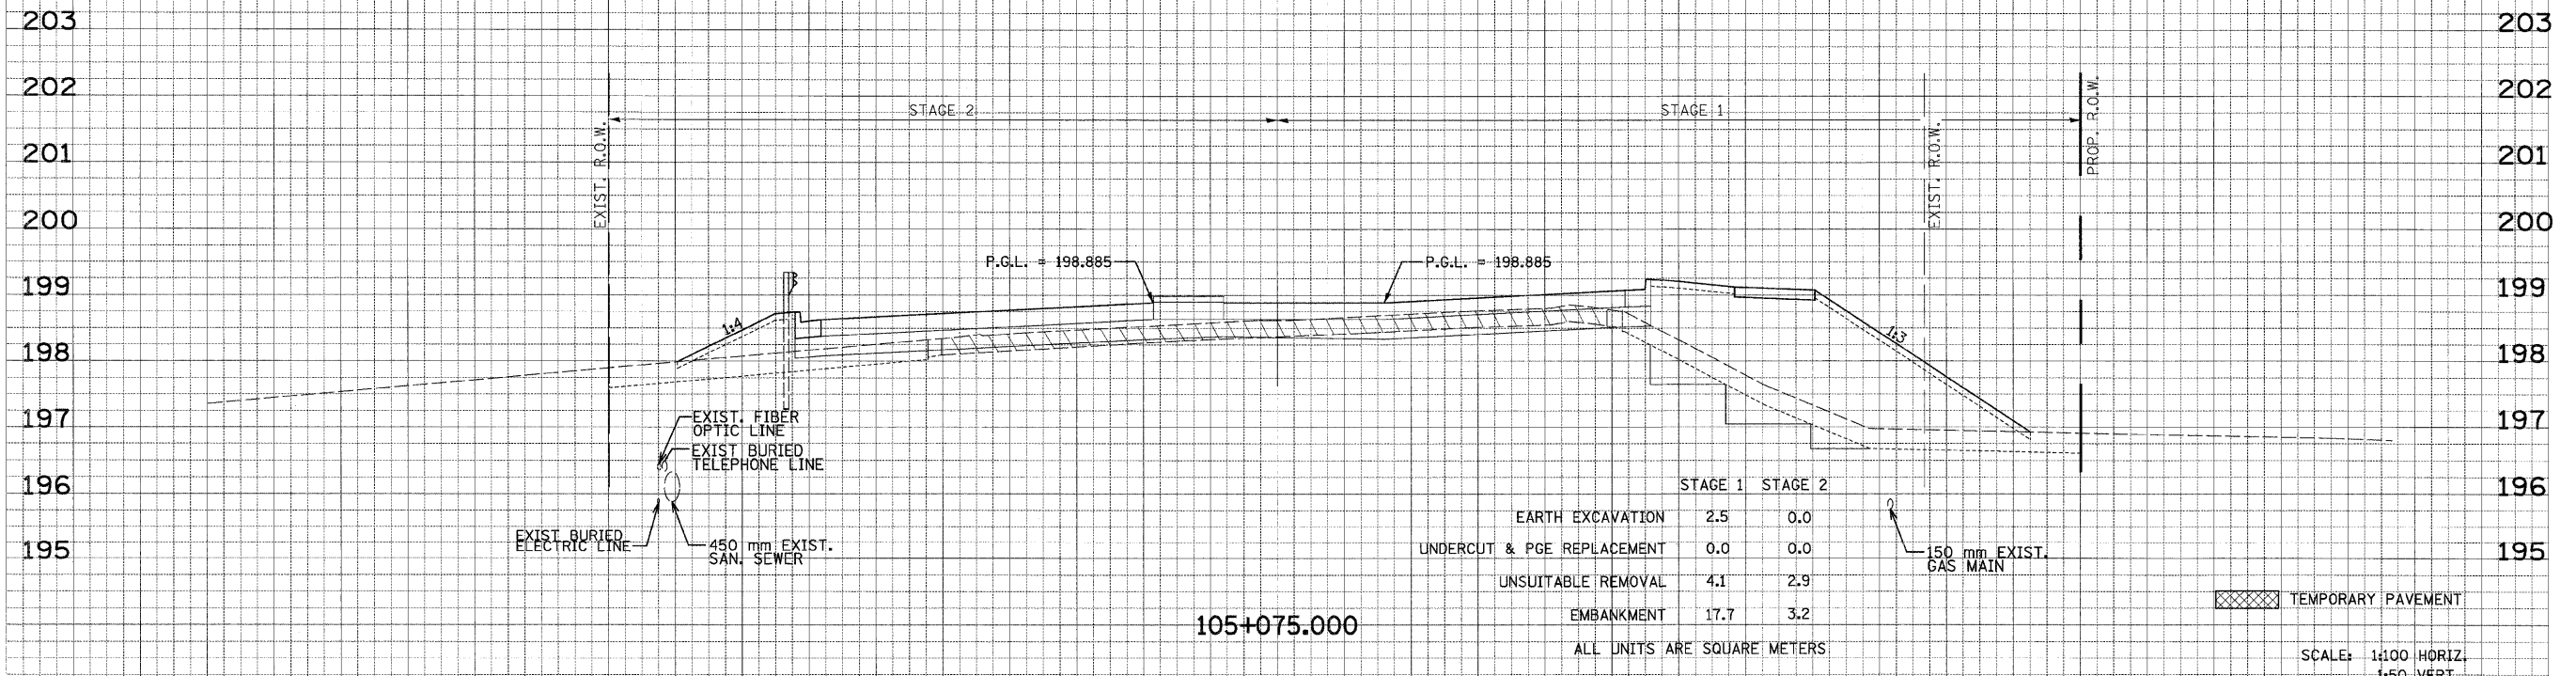 203 203
202 202
STAGE 2 STAGE 1
EXIST. R.O.W.
EXIST. R.O.W.
PROP. R.O.W.
201 201
200 200
P.G.L. = 198.885
P.G.L. = 198.885
199 199
1:4
1:3
198 198
197 197
EXIST. FIBER
OPTIC LINE
EXIST BURIED
TELEPHONE LINE
196 196
EXIST BURIED
ELECTRIC LINE
450 mm EXIST.
SAN. SEWER
195 195
STAGE 1 STAGE 2
EARTH EXCAVATION 2.5 0.0
UNDERCUT & PGE REPLACEMENT 0.0 0.0
UNSUITABLE REMOVAL 4.1 2.9
EMBANKMENT 17.7 3.2
ALL UNITS ARE SQUARE METERS
150 mm EXIST.
GAS MAIN
105+075.000
TEMPORARY PAVEMENT
SCALE: 1:100 HORIZ.
1:50 VERT.